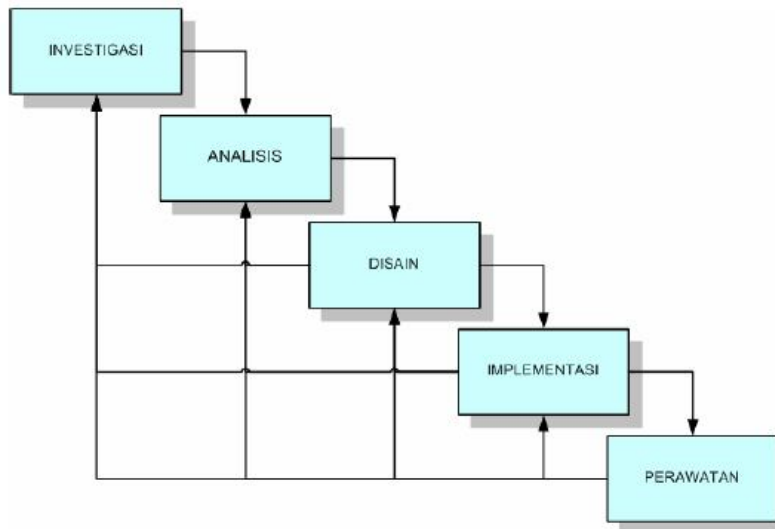 INVESTIGASI
ANALISIS
DISAIN
IMPLEMENTASI
PERAWATAN